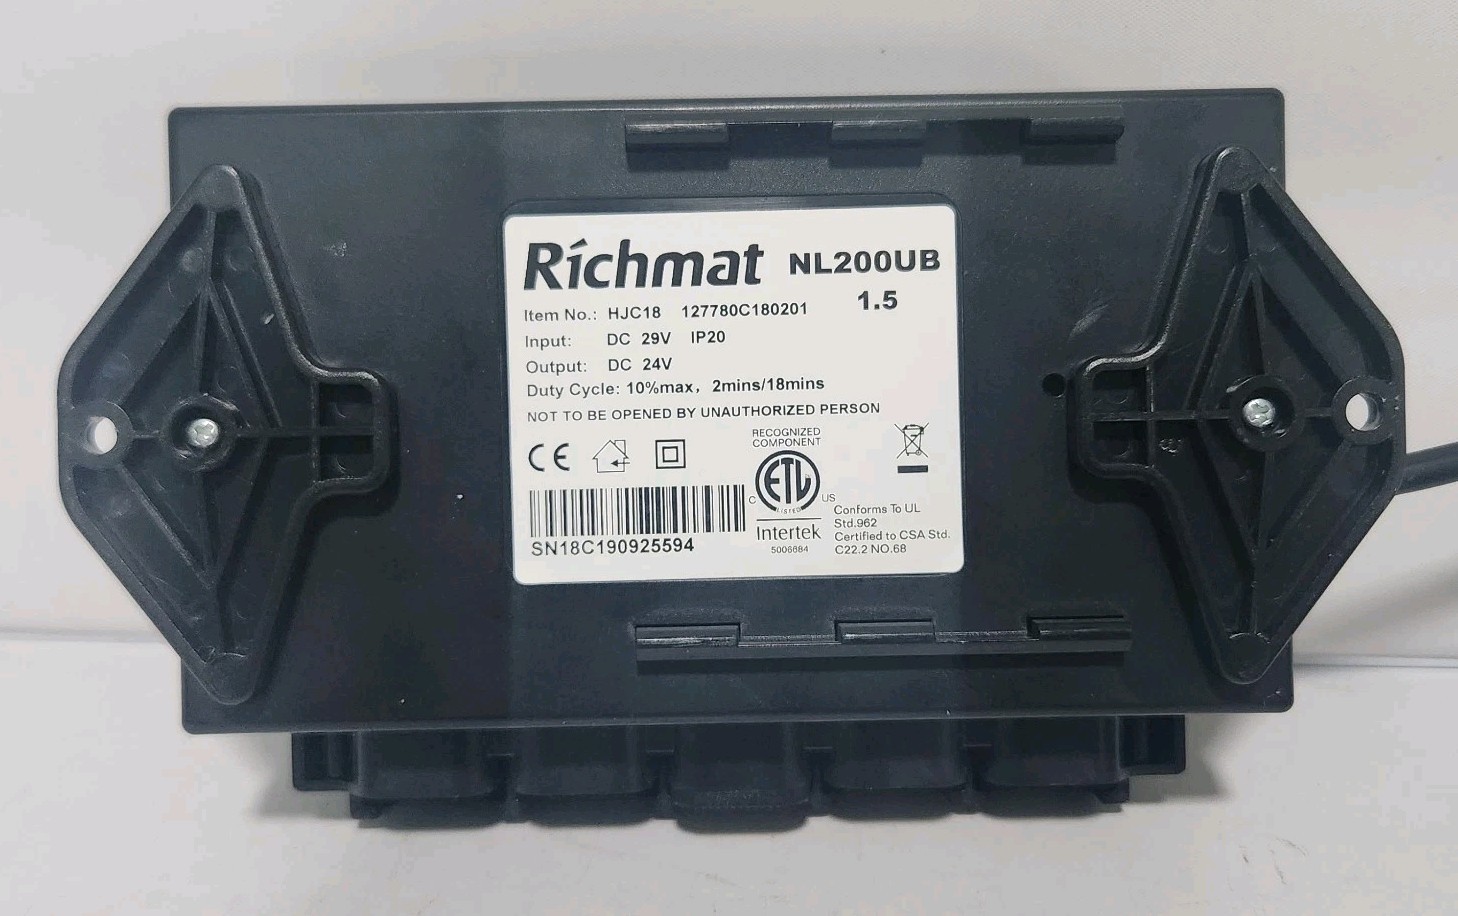 Richmat NL200UB
1.5
Item No.: HJC18 127780C180201
Input: DC 29V IP20
Output: DC 24V
Duty Cycle: 10%max, 2mins/18mins
NOT TO BE OPENED BY UNAUTHORIZED PERSON
CE
RECOGNIZED
COMPONENT
ETL
LISTED
C US
Intertek
5006684
Conforms To UL
Std.962
Certified to CSA Std.
C22.2 NO.68
SN18C190925594